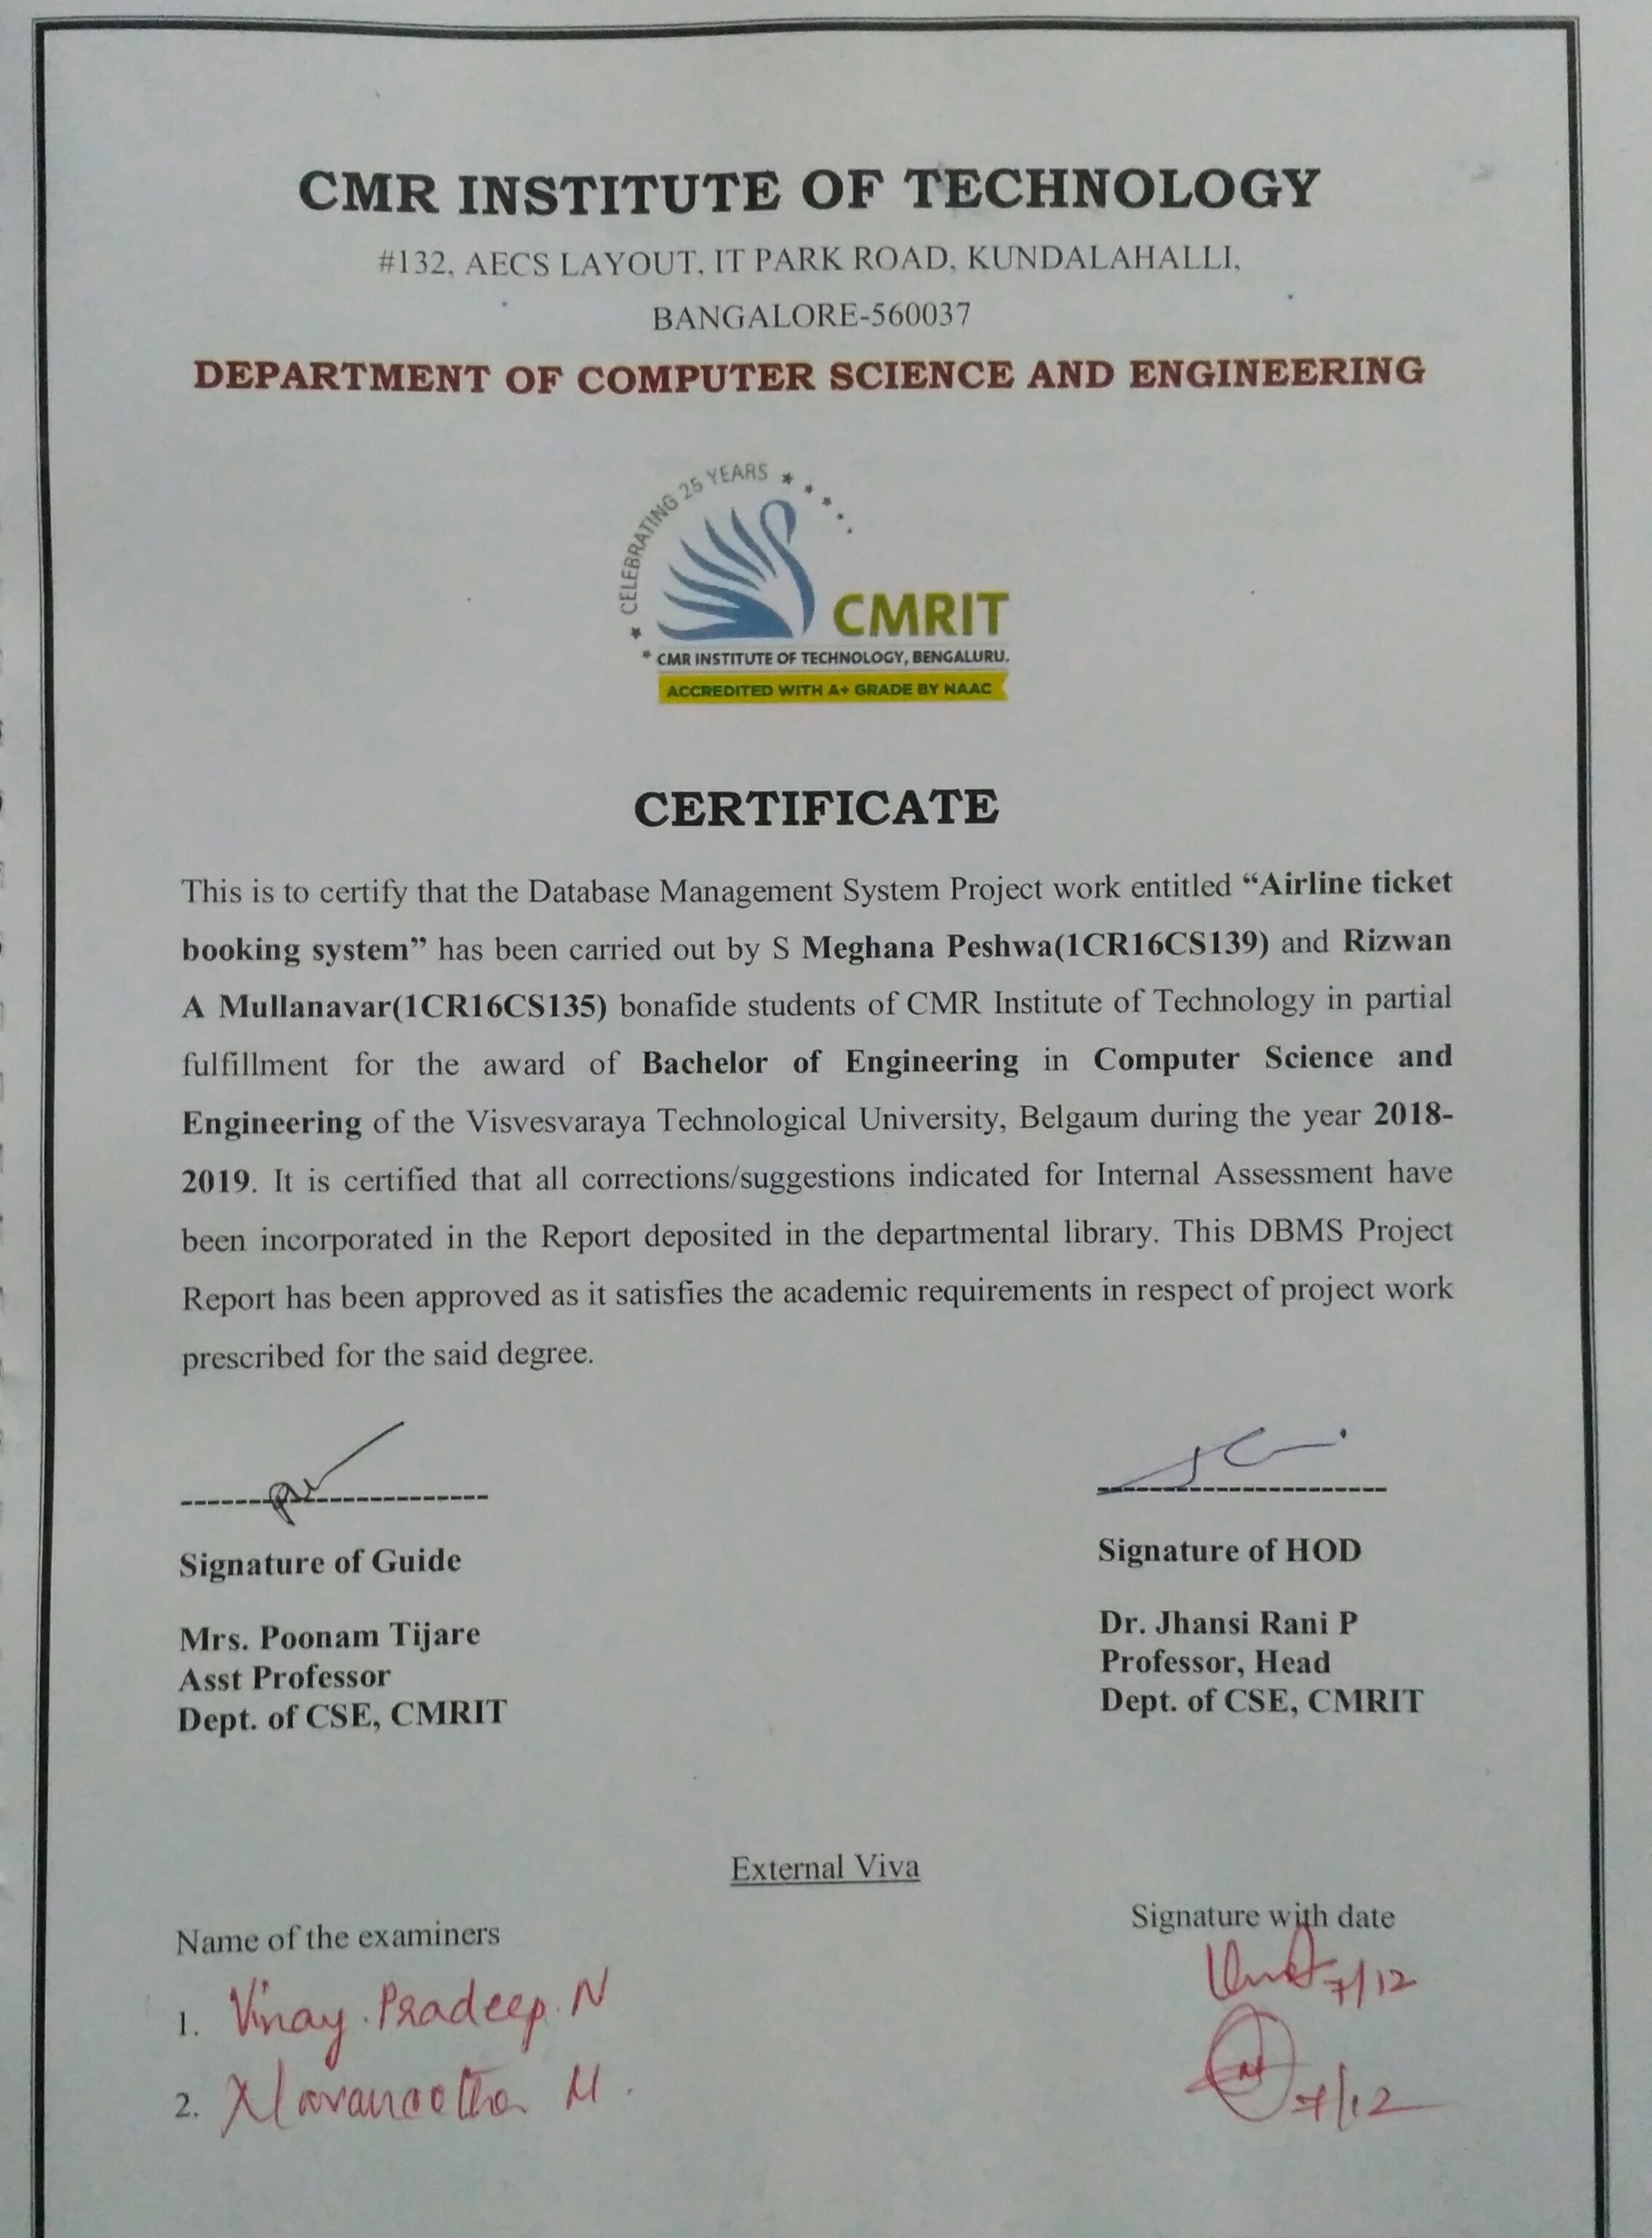 CMR INSTITUTE OF TECHNOLOGY
#132, AECS LAYOUT, IT PARK ROAD, KUNDALAHALLI,
BANGALORE-560037
DEPARTMENT OF COMPUTER SCIENCE AND ENGINEERING
CELEBRATING 25 YEARS
CMRIT
* CMR INSTITUTE OF TECHNOLOGY, BENGALURU.
ACCREDITED WITH A+ GRADE BY NAAC
CERTIFICATE
This is to certify that the Database Management System Project work entitled “Airline ticket
booking system” has been carried out by S Meghana Peshwa(1CR16CS139) and Rizwan
A Mullanavar(1CR16CS135) bonafide students of CMR Institute of Technology in partial
fulfillment for the award of Bachelor of Engineering in Computer Science and
Engineering of the Visvesvaraya Technological University, Belgaum during the year 2018-
2019. It is certified that all corrections/suggestions indicated for Internal Assessment have
been incorporated in the Report deposited in the departmental library. This DBMS Project
Report has been approved as it satisfies the academic requirements in respect of project work
prescribed for the said degree.
Signature of Guide
Signature of HOD
Mrs. Poonam Tijare
Asst Professor
Dept. of CSE, CMRIT
Dr. Jhansi Rani P
Professor, Head
Dept. of CSE, CMRIT
External Viva
Name of the examiners
Signature with date
1. Vinay.Pradeep.N
7/12
2. M.
7/12